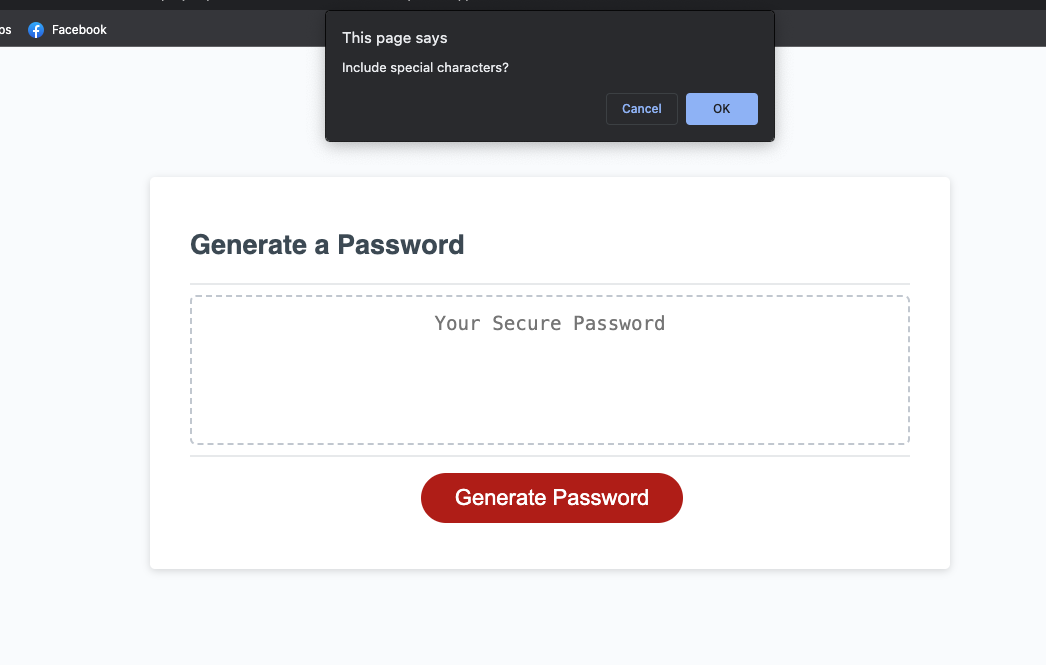 os Facebook
This page says
Include special characters?
Cancel OK
Generate a Password
Your Secure Password
Generate Password